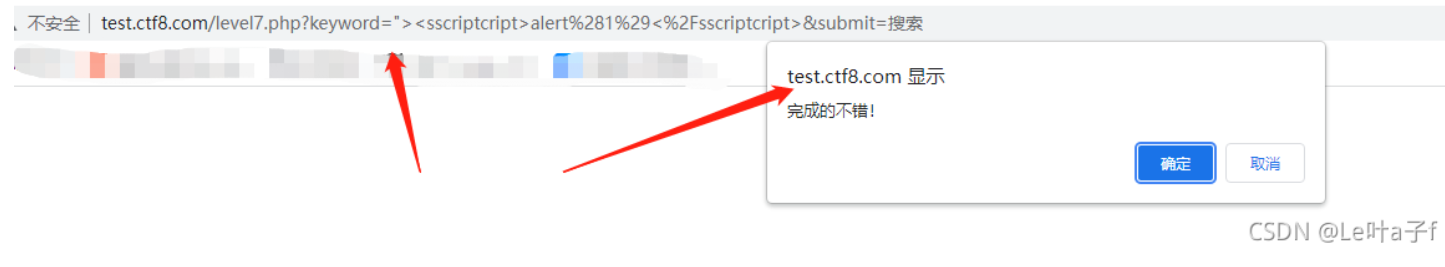 不安全 | test.ctf8.com/level7.php?keyword="><sscriptcript>alert%281%29<%2Fsscriptcript>&submit=搜索
test.ctf8.com 显示
完成的不错!
确定 取消
CSDN @Le叶a子f